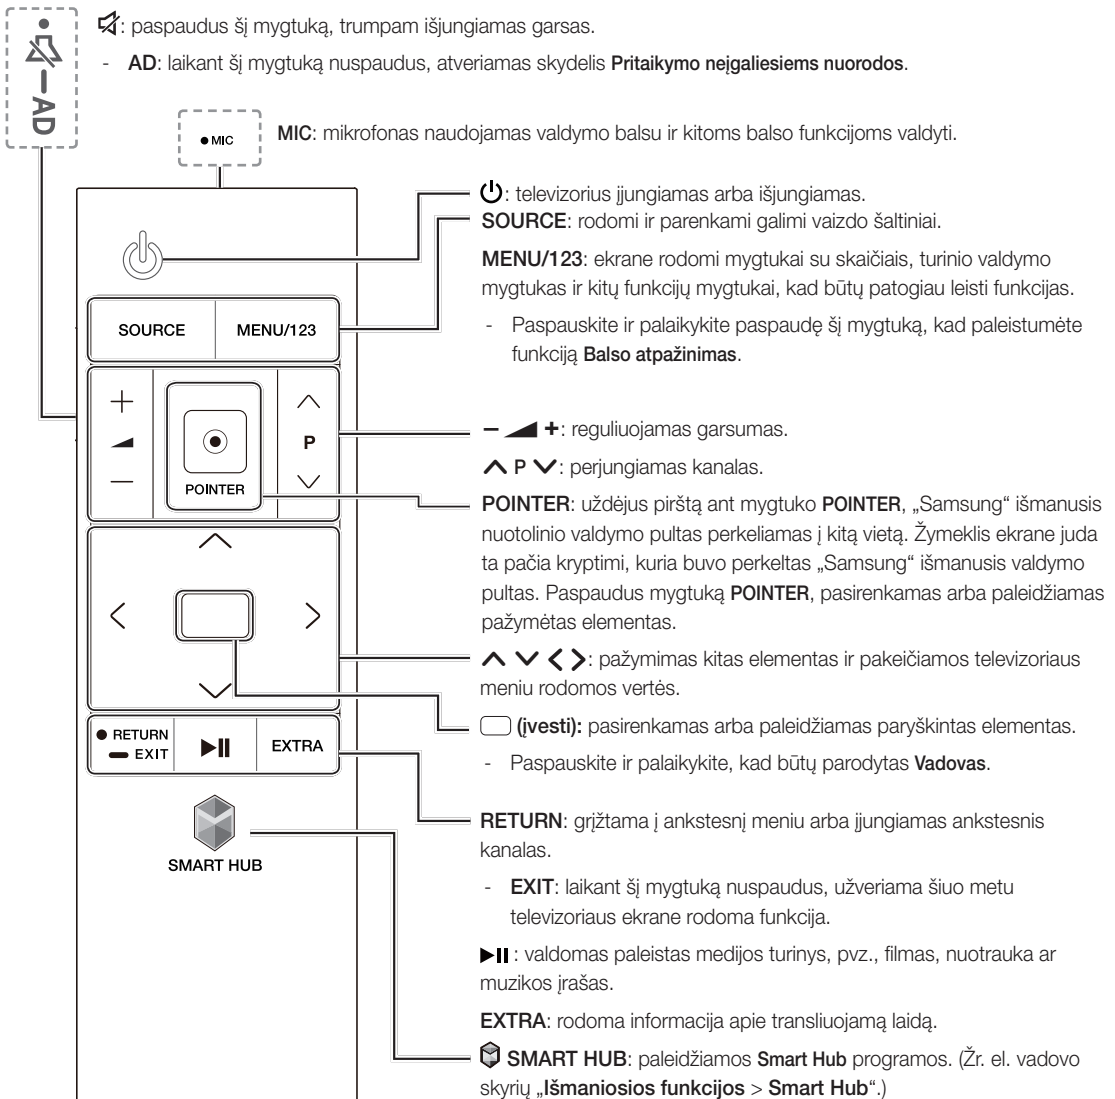 : paspaudus šį mygtuką, trumpam išjungiamas garsas.
- AD: laikant šį mygtuką nuspaudus, atveriamas skydelis Pritaikymo neįgaliesiems nuorodos.
AD
● MIC
MIC: mikrofonas naudojamas valdymo balsu ir kitoms balso funkcijoms valdyti.
: televizorius įjungiamas arba išjungiamas.
SOURCE: rodomi ir parenkami galimi vaizdo šaltiniai.
MENU/123: ekrane rodomi mygtukai su skaičiais, turinio valdymo
mygtukas ir kitų funkcijų mygtukai, kad būtų patogiau leisti funkcijas.
- Paspauskite ir palaikykite paspaudę šį mygtuką, kad paleistumėte
funkciją Balso atpažinimas.
SOURCE
MENU/123
+
−
P
POINTER
− +: reguliuojamas garsumas.
P : perjungiamas kanalas.
POINTER: uždėjus pirštą ant mygtuko POINTER, „Samsung“ išmanusis
nuotolinio valdymo pultas perkeliamas į kitą vietą. Žymeklis ekrane juda
ta pačia kryptimi, kuria buvo perkeltas „Samsung“ išmanusis valdymo
pultas. Paspaudus mygtuką POINTER, pasirenkamas arba paleidžiamas
pažymėtas elementas.
: pažymimas kitas elementas ir pakeičiamos televizoriaus
meniu rodomos vertės.
(įvesti): pasirenkamas arba paleidžiamas paryškintas elementas.
- Paspauskite ir palaikykite, kad būtų parodytas Vadovas.
● RETURN
EXIT
EXTRA
SMART HUB
RETURN: grįžtama į ankstesnį meniu arba įjungiamas ankstesnis
kanalas.
- EXIT: laikant šį mygtuką nuspaudus, užveriama šiuo metu
televizoriaus ekrane rodoma funkcija.
: valdomas paleistas medijos turinys, pvz., filmas, nuotrauka ar
muzikos įrašas.
EXTRA: rodoma informacija apie transliuojamą laidą.
SMART HUB: paleidžiamos Smart Hub programos. (Žr. el. vadovo
skyrių „Išmaniosios funkcijos > Smart Hub“.)